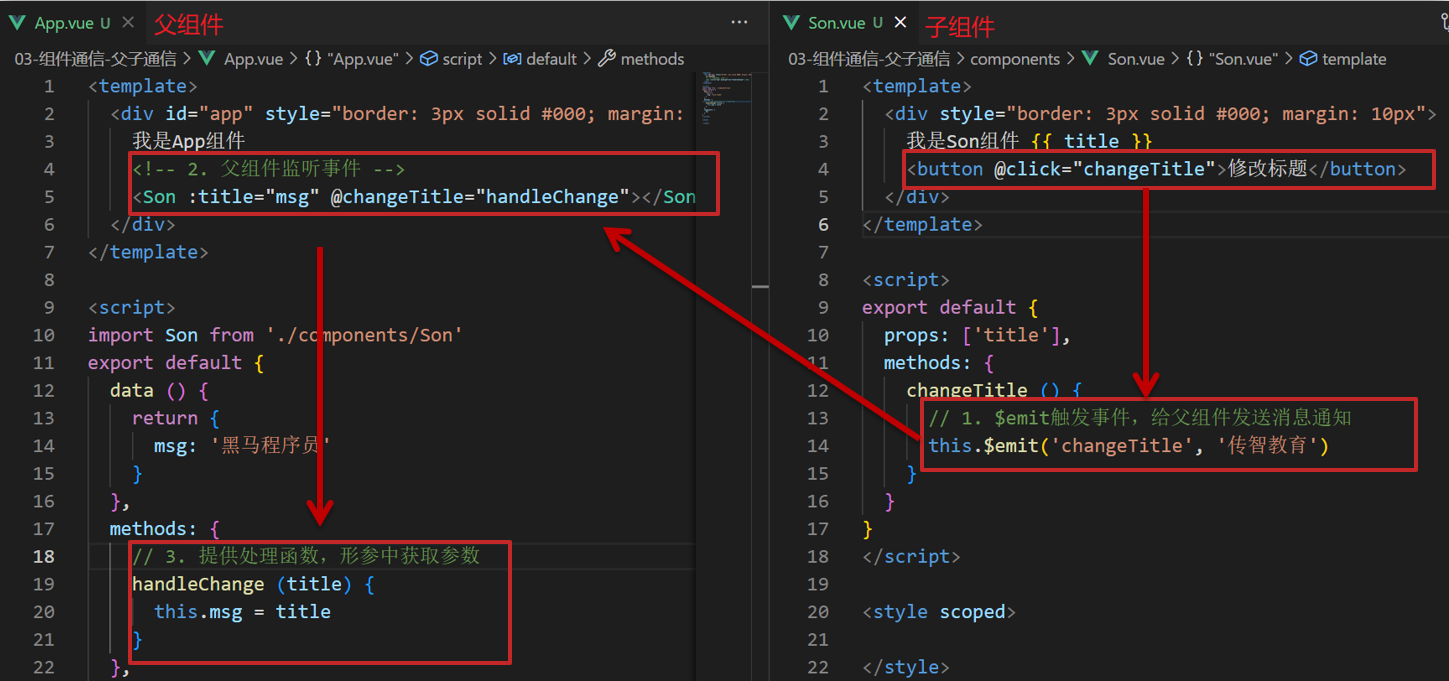 App.vue U 父组件
03-组件通信-父子通信 > App.vue > {} "App.vue" > script > default > methods
1 <template>
2 <div id="app" style="border: 3px solid #000; margin:
3 我是App组件
4 <!-- 2. 父组件监听事件 -->
5 <Son :title="msg" @changeTitle="handleChange"></Son
6 </div>
7 </template>
8
9 <script>
10 import Son from './components/Son'
11 export default {
12 data () {
13 return {
14 msg: '黑马程序员'
15 }
16 },
17 methods: {
18 // 3. 提供处理函数，形参中获取参数
19 handleChange (title) {
20 this.msg = title
21 }
22 },
Son.vue U 子组件
03-组件通信-父子通信 > components > Son.vue > {} "Son.vue" > template
1 <template>
2 <div style="border: 3px solid #000; margin: 10px">
3 我是Son组件 {{ title }}
4 <button @click="changeTitle">修改标题</button>
5 </div>
6 </template>
7
8 <script>
9 export default {
10 props: ['title'],
11 methods: {
12 changeTitle () {
13 // 1. $emit触发事件，给父组件发送消息通知
14 this.$emit('changeTitle', '传智教育')
15 }
16 }
17 }
18 </script>
19
20 <style scoped>
21
22 </style>